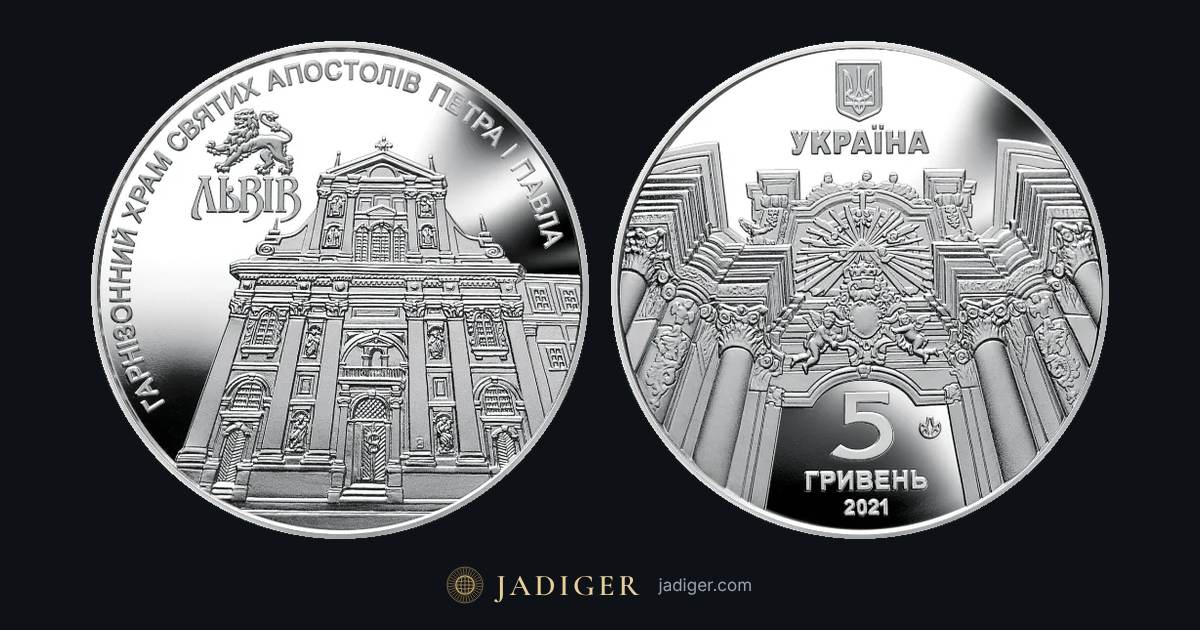 ГАРНІЗОННИЙ ХРАМ СВЯТИХ АПОСТОЛІВ ПЕТРА І ПАВЛА
ЛЬВІВ
УКРАЇНА
5
ГРИВЕНЬ
2021
JADIGER
jadiger.com